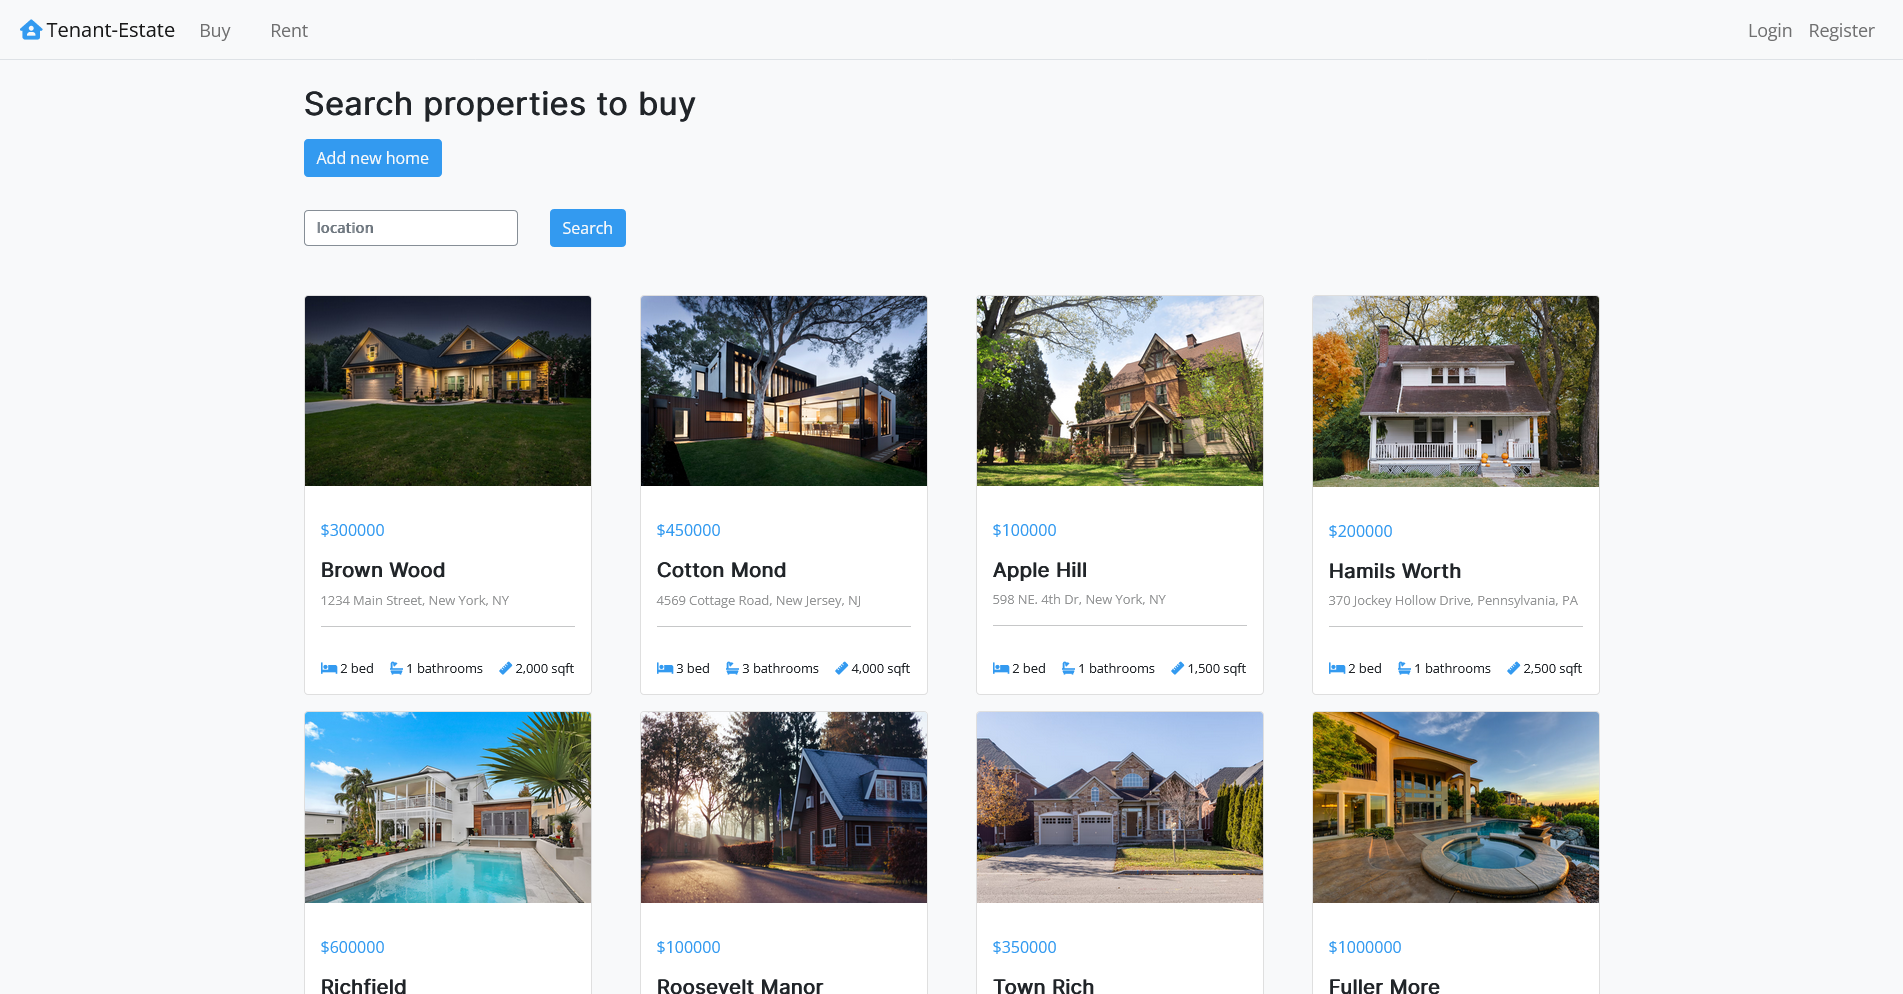 Tenant-Estate Buy Rent Login Register
Search properties to buy
Add new home
location Search
$300000
Brown Wood
1234 Main Street, New York, NY
2 bed 1 bathrooms 2,000 sqft
$450000
Cotton Mond
4569 Cottage Road, New Jersey, NJ
3 bed 3 bathrooms 4,000 sqft
$100000
Apple Hill
598 NE. 4th Dr, New York, NY
2 bed 1 bathrooms 1,500 sqft
$200000
Hamils Worth
370 Jockey Hollow Drive, Pennsylvania, PA
2 bed 1 bathrooms 2,500 sqft
$600000
Richfield
$100000
Roosevelt Manor
$350000
Town Rich
$1000000
Fuller More